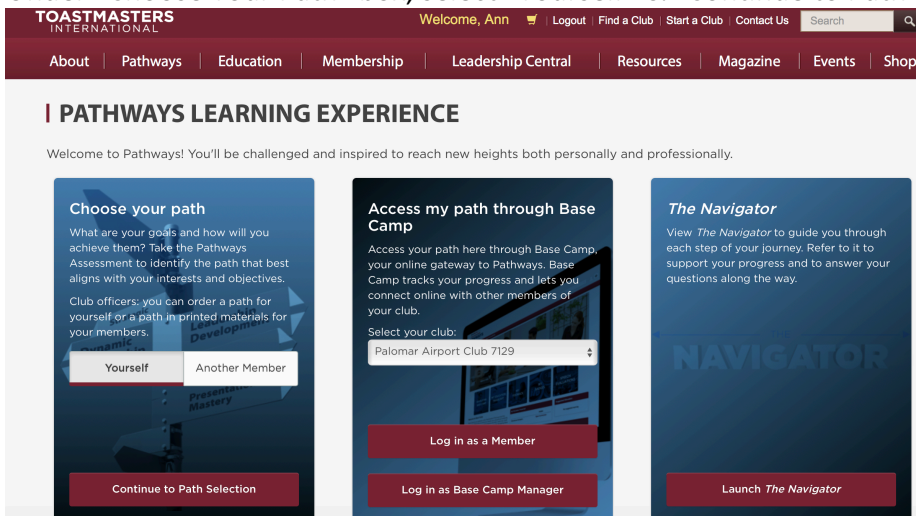 TOASTMASTERS
INTERNATIONAL
Welcome, Ann | Logout | Find a Club | Start a Club | Contact Us
Search
About | Pathways | Education | Membership | Leadership Central | Resources | Magazine | Events | Shop
PATHWAYS LEARNING EXPERIENCE
Welcome to Pathways! You'll be challenged and inspired to reach new heights both personally and professionally.
Choose your path
What are your goals and how will you
achieve them? Take the Pathways
Assessment to identify the path that best
aligns with your interests and objectives.
Club officers: you can order a path for
yourself or a path in printed materials for
your members.
Leadership
Development
Dynamic
Presentation
Mastery
Yourself
Another Member
Continue to Path Selection
Access my path through Base
Camp
Access your path here through Base Camp,
your online gateway to Pathways. Base
Camp tracks your progress and lets you
connect online with other members of
your club.
Select your club:
Palomar Airport Club 7129
Log in as a Member
Log in as Base Camp Manager
The Navigator
View The Navigator to guide you through
each step of your journey. Refer to it to
support your progress and to answer your
questions along the way.
NAVIGATOR
Launch The Navigator